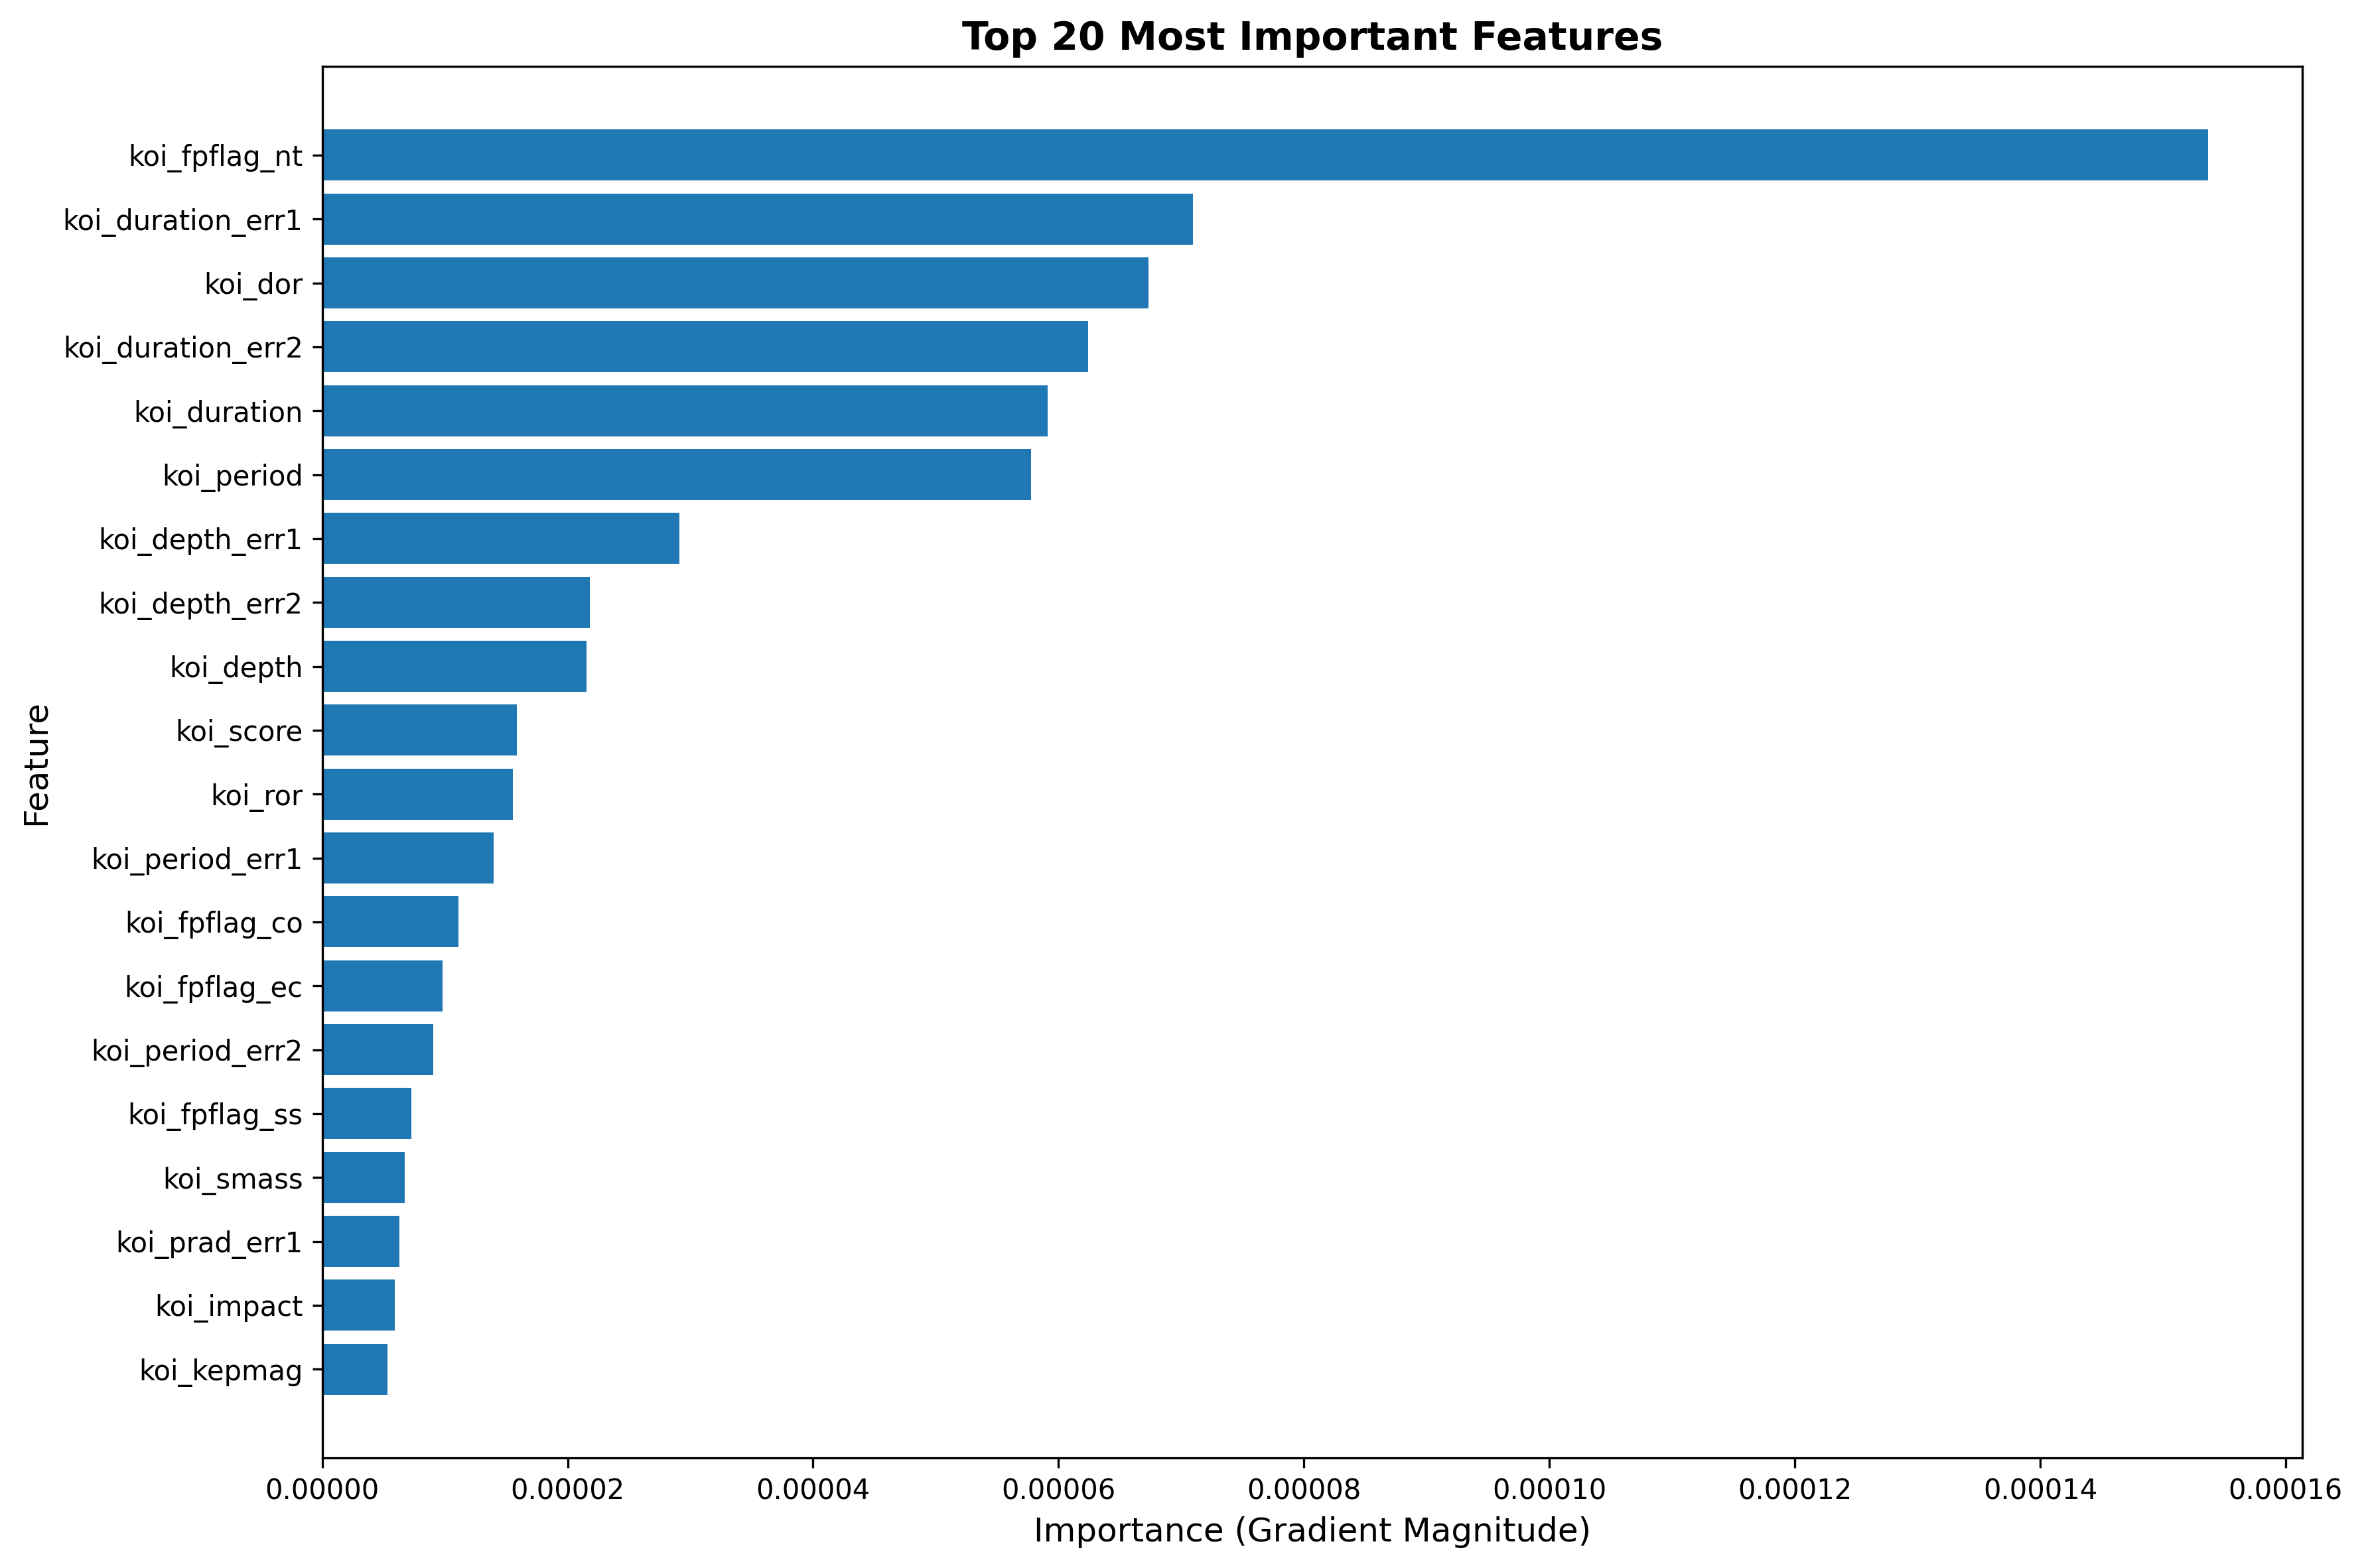 Top 20 Most Important Features
koi_fpflag_nt
koi_duration_err1
koi_dor
koi_duration_err2
koi_duration
koi_period
koi_depth_err1
koi_depth_err2
koi_depth
koi_score
koi_ror
koi_period_err1
koi_fpflag_co
koi_fpflag_ec
koi_period_err2
koi_fpflag_ss
koi_smass
koi_prad_err1
koi_impact
koi_kepmag
Feature
0.00000 0.00002 0.00004 0.00006 0.00008 0.00010 0.00012 0.00014 0.00016
Importance (Gradient Magnitude)